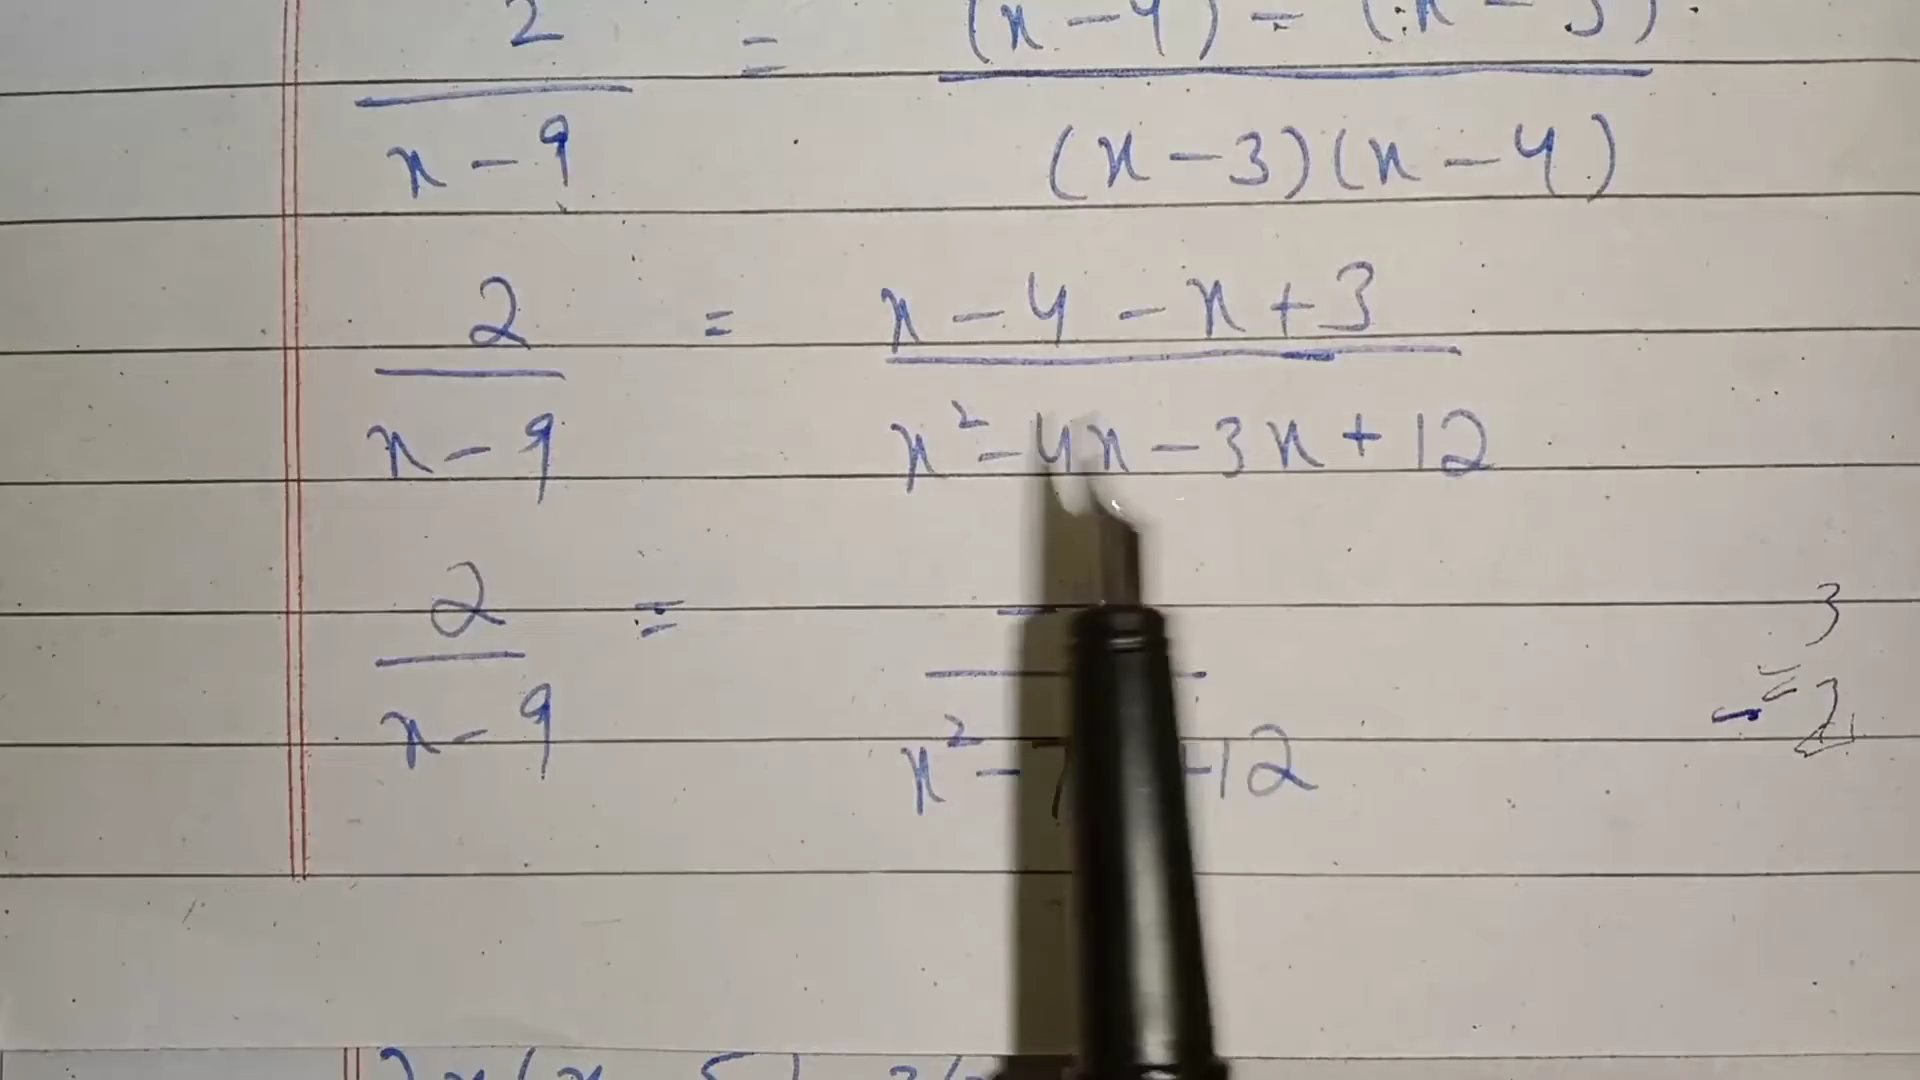 2 = (x-4) - (x-3)
x-9 (x-3)(x-4)
2 = x-4-x+3
x-9 x²-4x-3x+12
2 = -
x-9 x²-7 12
3